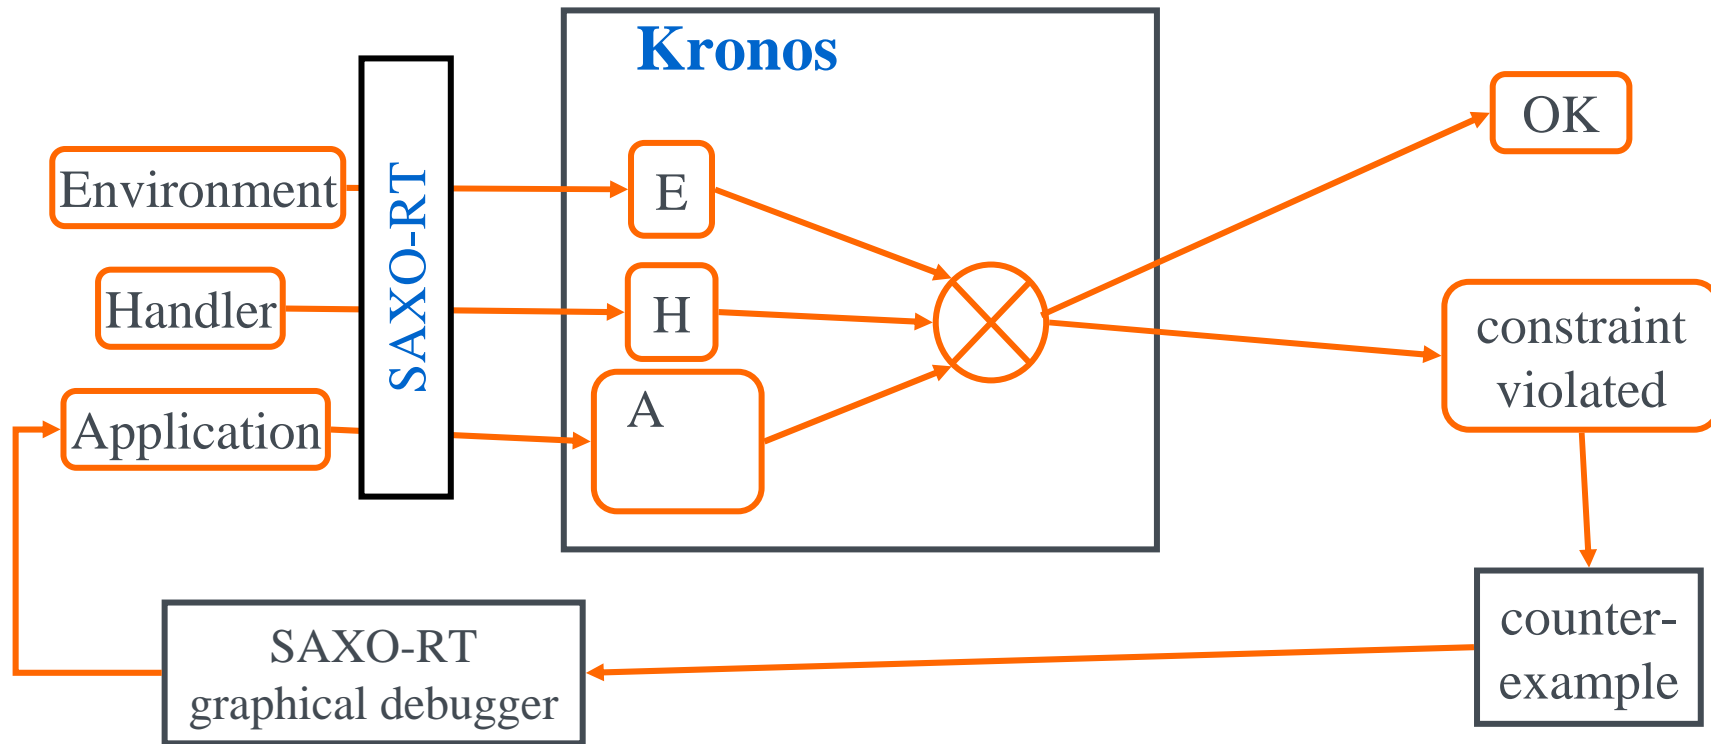 Kronos
OK
Environment
SAXO-RT
E
Handler
H
constraint
violated
Application
A
SAXO-RT
graphical debugger
counter-
example